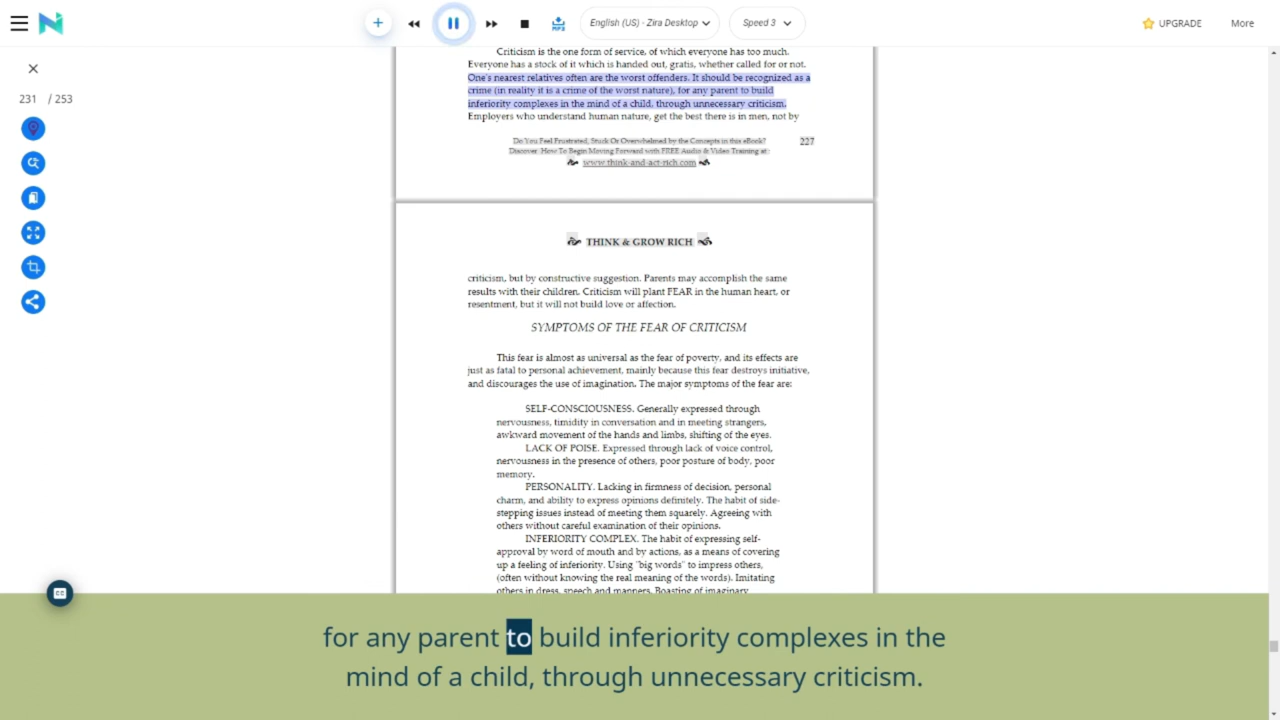 English (US) - Zira Desktop
Speed 3
UPGRADE
More
MP3
231 / 253
Criticism is the one form of service, of which everyone has too much.
Everyone has a stock of it which is handed out, gratis, whether called for or not.
One's nearest relatives often are the worst offenders. It should be recognized as a
crime (in reality it is a crime of the worst nature), for any parent to build
inferiority complexes in the mind of a child, through unnecessary criticism.
Employers who understand human nature, get the best there is in men, not by
Do You Feel Frustrated, Stuck Or Overwhelmed by the Concepts in this eBook?
227
Discover How To Begin Moving Forward with FREE Audio & Video Training at:
www.think-and-act-rich.com
THINK & GROW RICH
criticism, but by constructive suggestion. Parents may accomplish the same
results with their children. Criticism will plant FEAR in the human heart, or
resentment, but it will not build love or affection.
SYMPTOMS OF THE FEAR OF CRITICISM
This fear is almost as universal as the fear of poverty, and its effects are
just as fatal to personal achievement, mainly because this fear destroys initiative,
and discourages the use of imagination. The major symptoms of the fear are:
SELF-CONSCIOUSNESS. Generally expressed through
nervousness, timidity in conversation and in meeting strangers,
awkward movement of the hands and limbs, shifting of the eyes.
LACK OF POISE. Expressed through lack of voice control,
nervousness in the presence of others, poor posture of body, poor
memory.
PERSONALITY. Lacking in firmness of decision, personal
charm, and ability to express opinions definitely. The habit of side-
stepping issues instead of meeting them squarely. Agreeing with
others without careful examination of their opinions.
INFERIORITY COMPLEX. The habit of expressing self-
approval by word of mouth and by actions, as a means of covering
up a feeling of inferiority. Using "big words" to impress others,
(often without knowing the real meaning of the words). Imitating
others in dress, speech and manners. Boasting of imaginary
CC
for any parent to build inferiority complexes in the
mind of a child, through unnecessary criticism.